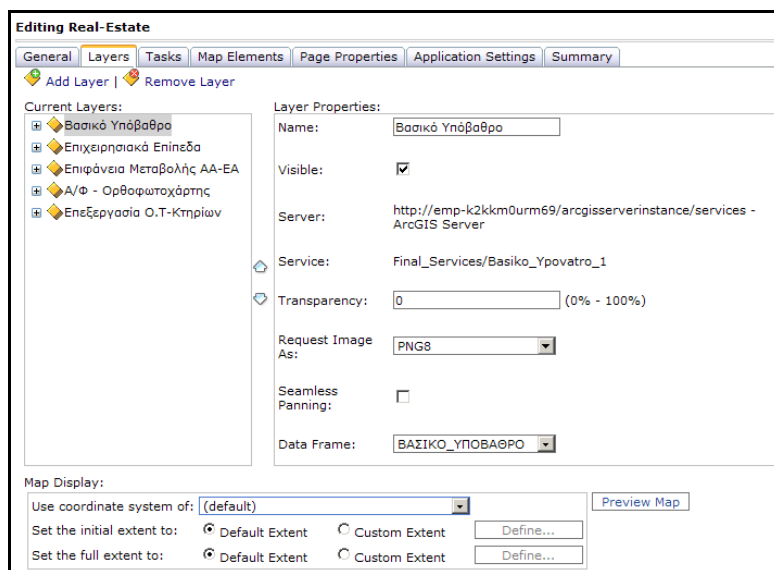 Editing Real-Estate
General Layers Tasks Map Elements Page Properties Application Settings Summary
Add Layer | Remove Layer
Current Layers:
Βασικό Υπόβαθρο
Επιχειρησιακά Επίπεδα
Επιφάνεια Μεταβολής ΑΑ-ΕΑ
Α/Φ - Ορθοφωτοχάρτης
Επεξεργασία Ο.Τ-Κτηρίων
Layer Properties:
Name: Βασικό Υπόβαθρο
Visible:
Server: http://emp-k2kkm0urm69/arcgisserverinstance/services -
ArcGIS Server
Service: Final_Services/Basiko_Ypovatro_1
Transparency: 0 (0% - 100%)
Request Image
As: PNG8
Seamless
Panning:
Data Frame: ΒΑΣΙΚΟ_ΥΠΟΒΑΘΡΟ
Map Display:
Use coordinate system of: (default) Preview Map
Set the initial extent to: Default Extent Custom Extent Define...
Set the full extent to: Default Extent Custom Extent Define...